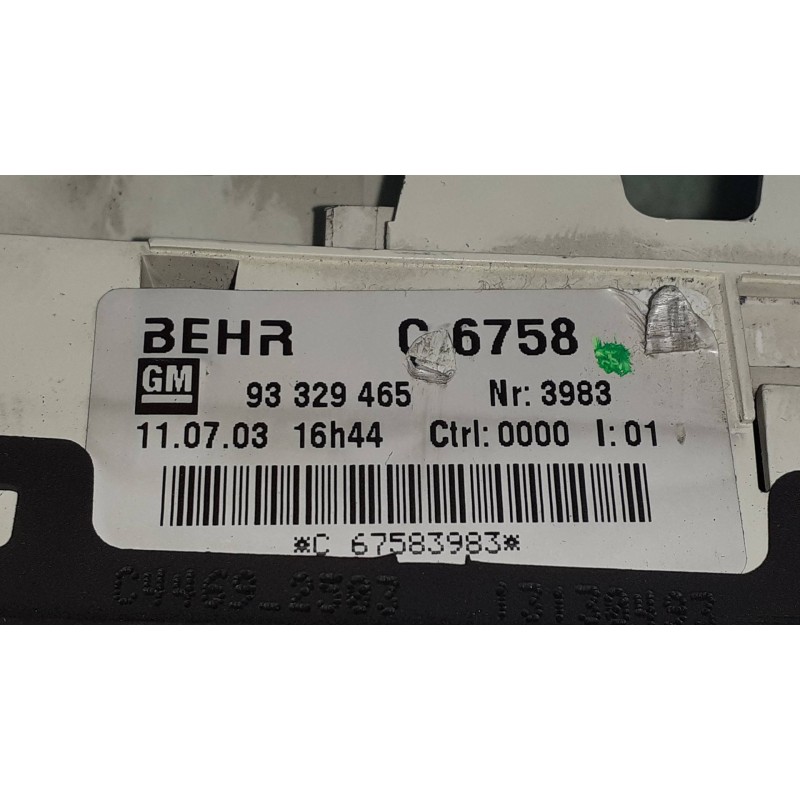 BEHR C 6758
GM 93 329 465 Nr: 3983
11.07.03 16h44 Ctrl: 0000 I: 01
*C 67583983*